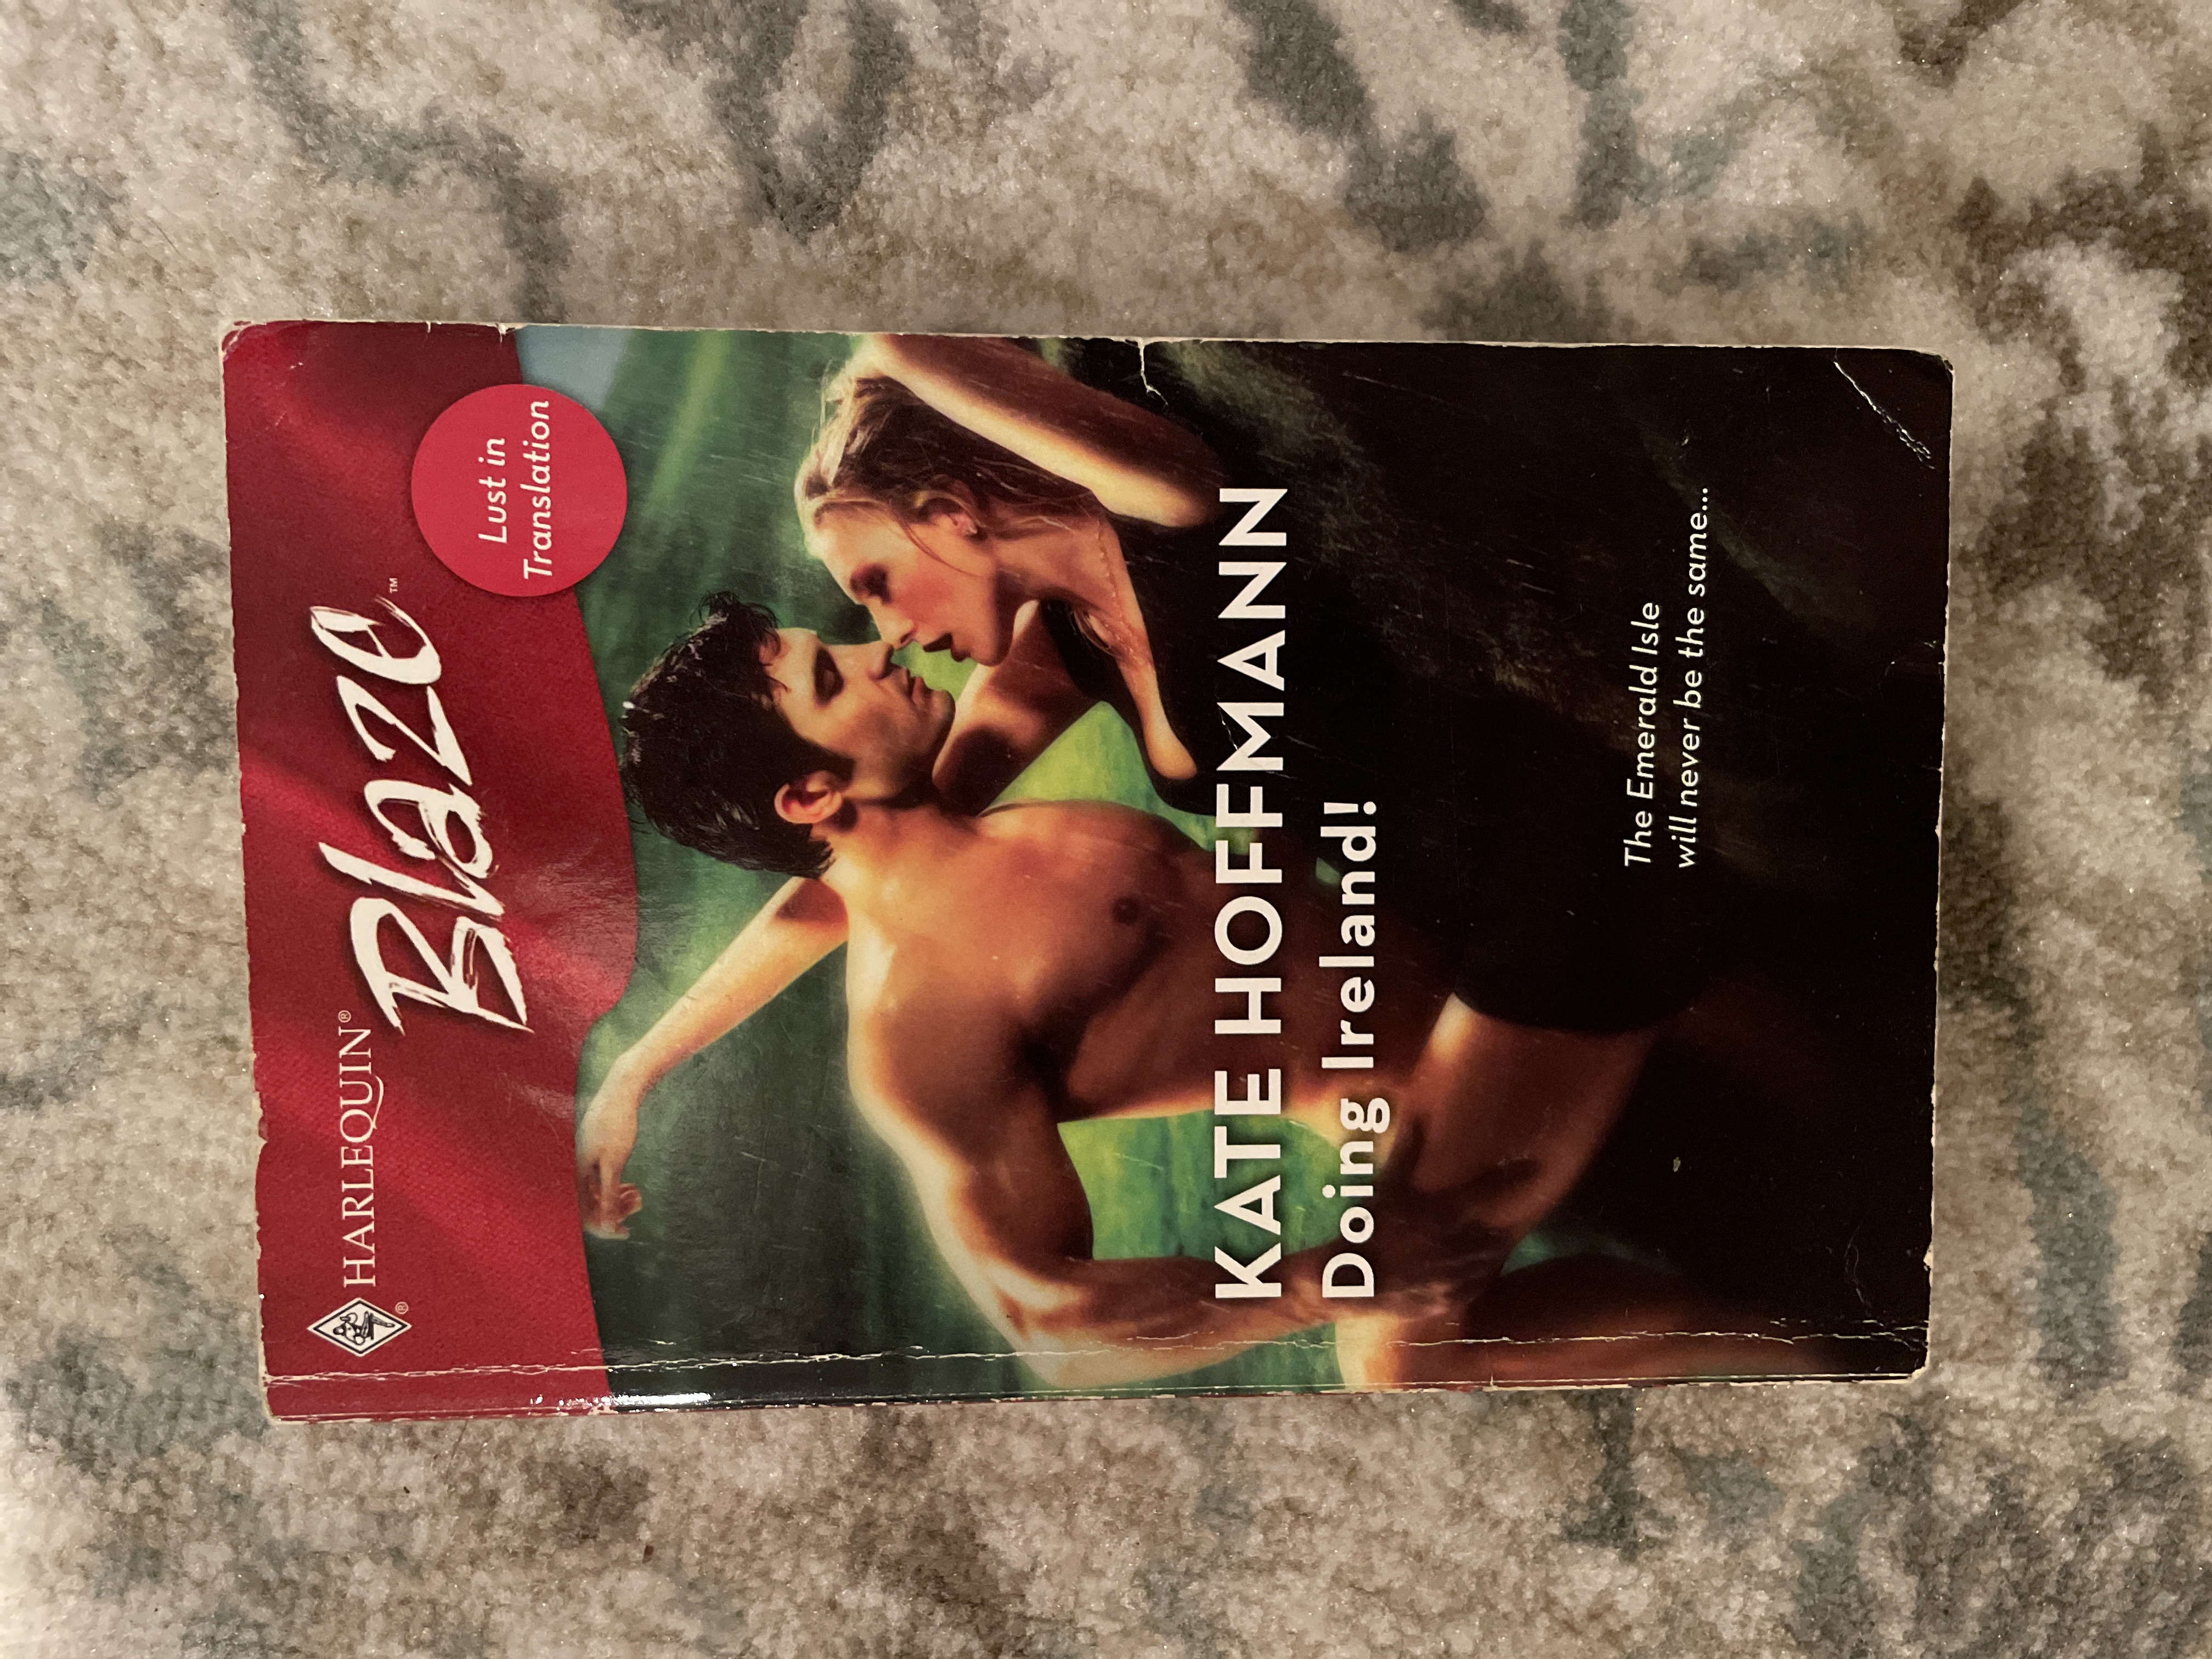 HARLEQUIN®
Blaze™
Lust in
Translation
KATE HOFFMANN
Doing Ireland!
The Emerald Isle
will never be the same...